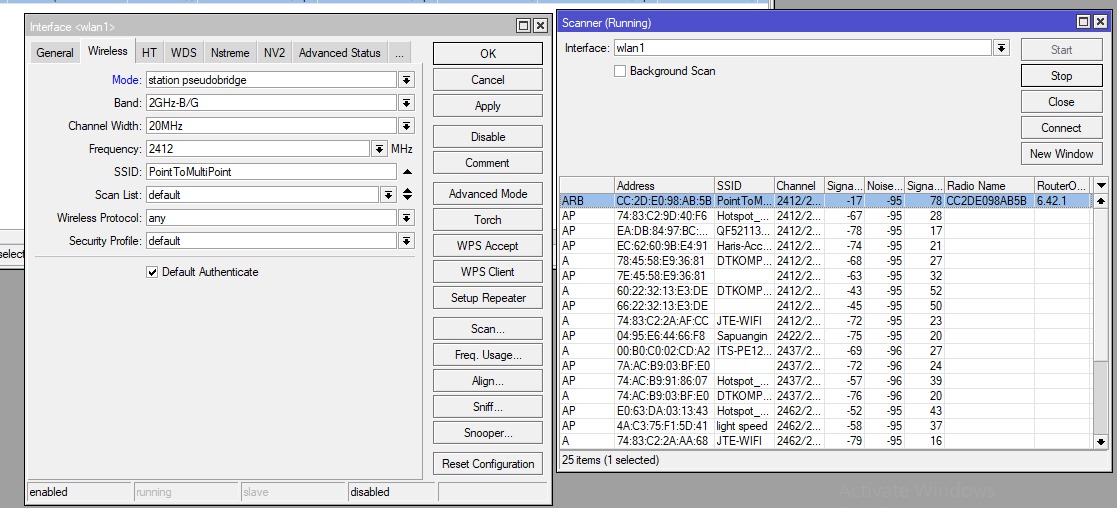 Interface <wlan1>
General Wireless HT WDS Nstreme NV2 Advanced Status ...
Mode: station pseudobridge
Band: 2GHz-B/G
Channel Width: 20MHz
Frequency: 2412 MHz
SSID: PointToMultiPoint
Scan List: default
Wireless Protocol: any
Security Profile: default
Default Authenticate
OK
Cancel
Apply
Disable
Comment
Advanced Mode
Torch
WPS Accept
WPS Client
Setup Repeater
Scan...
Freq. Usage...
Align...
Sniff...
Snooper...
Reset Configuration
enabled running slave disabled
select
Scanner (Running)
Interface: wlan1
Background Scan
Start
Stop
Close
Connect
New Window
Address SSID Channel Signa... Noise... Signa... Radio Name RouterO...
ARB CC:2D:E0:98:AB:5B PointToM... 2412/2... -17 -95 78 CC2DE098AB5B 6.42.1
AP 74:83:C2:9D:40:F6 Hotspot_... 2412/2... -67 -95 28
AP EA:DB:84:97:BC:... QF52113... 2412/2... -78 -95 17
AP EC:62:60:9B:E4:91 Haris-Acc... 2412/2... -74 -95 21
A 78:45:58:E9:36:81 DTKOMP... 2412/2... -68 -95 27
AP 7E:45:58:E9:36:81 2412/2... -63 -95 32
A 60:22:32:13:E3:DE DTKOMP... 2412/2... -43 -95 52
AP 66:22:32:13:E3:DE 2412/2... -45 -95 50
A 74:83:C2:2A:AF:CC JTE-WIFI 2412/2... -72 -95 23
AP 04:95:E6:44:66:F8 Sapuangin 2422/2... -75 -95 20
A 00:B0:C0:02:CD:A2 ITS-PE12... 2437/2... -69 -96 27
AP 7A:AC:B9:03:BF:E0 2437/2... -72 -96 24
AP 74:AC:B9:91:86:07 Hotspot_... 2437/2... -57 -96 39
A 74:AC:B9:03:BF:E0 DTKOMP... 2437/2... -76 -96 20
AP E0:63:DA:03:13:43 Hotspot_... 2462/2... -52 -95 43
AP 4A:C3:75:F1:5D:41 light speed 2462/2... -58 -95 37
A 74:83:C2:2A:AA:68 JTE-WIFI 2462/2... -79 -95 16
25 items (1 selected)
Activate Windows